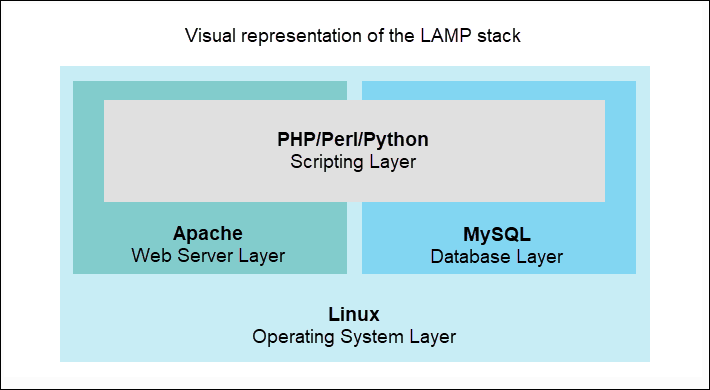 Visual representation of the LAMP stack
PHP/Perl/Python
Scripting Layer
Apache
Web Server Layer
MySQL
Database Layer
Linux
Operating System Layer